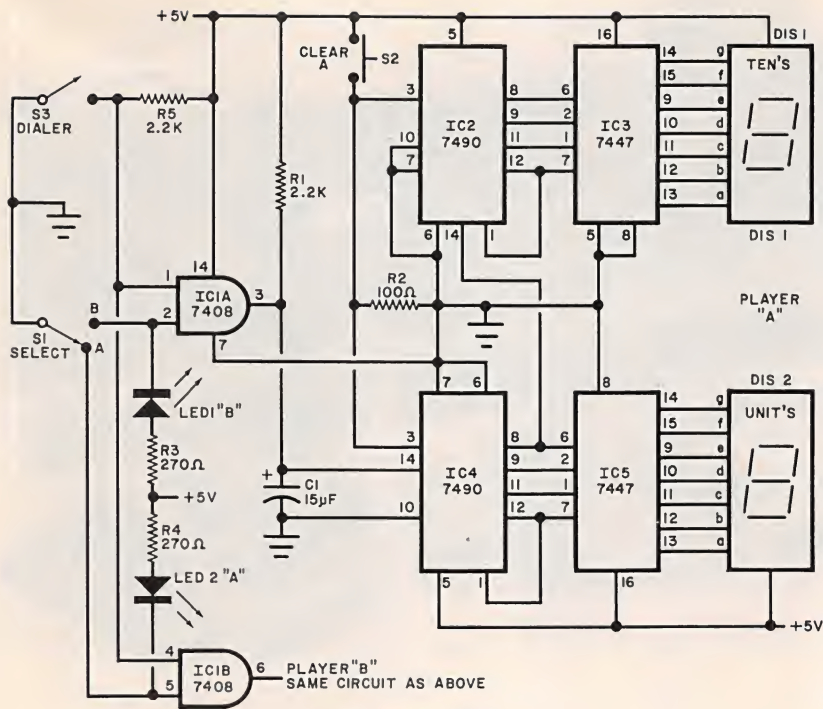 +5V
CLEAR
A
S2
5
16
DIS 1
14 g
TEN'S
15 f
9 e
10 d
11 c
12 b
13 a
S3
DIALER
R5
2.2K
3
IC2
7490
8 6
9 2
11 1
12 7
IC3
7447
10
7
R1
2.2K
6 14 1
5 8
DIS 1
14
1
IC1A
7408
3
2
7
R2
100Ω
PLAYER
"A"
B
S1
SELECT
A
7 6
8
DIS 2
LED1"B"
14 g
UNIT'S
15 f
9 e
10 d
11 c
12 b
13 a
R3
270Ω
3
8 6
14
9 2
11 1
12 7
+
C1
15µF
IC4
7490
IC5
7447
10
+5V
R4
270Ω
5 1
16
LED 2 "A"
+5V
4
IC1B
7408
6
5
PLAYER "B"
SAME CIRCUIT AS ABOVE